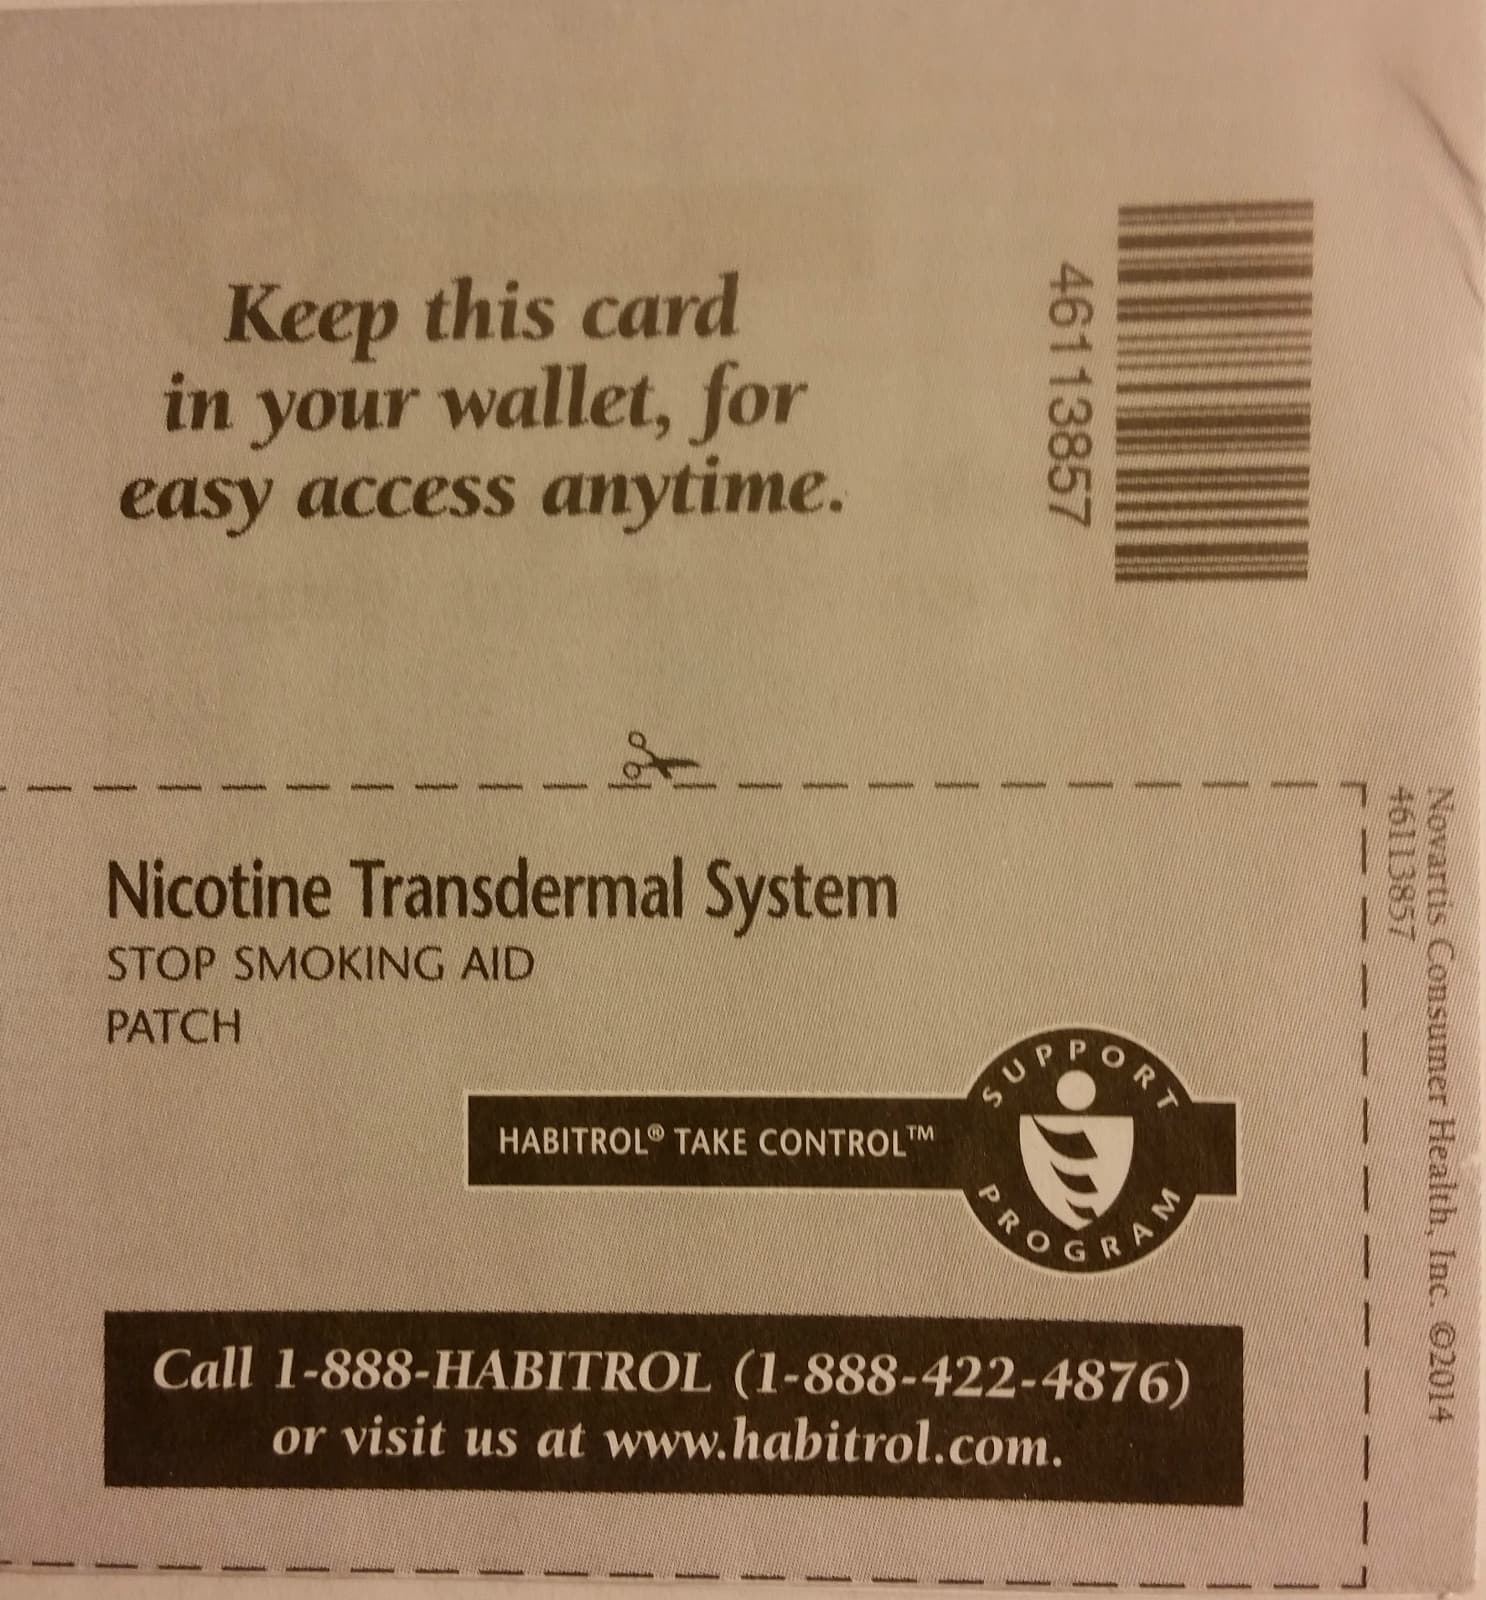 Keep this card
in your wallet, for
easy access anytime.
46113857
Nicotine Transdermal System
STOP SMOKING AID
PATCH
HABITROL® TAKE CONTROL™
SUPPORT
PROGRAM
Call 1-888-HABITROL (1-888-422-4876)
or visit us at www.habitrol.com.
Novartis Consumer Health, Inc. ©2014
46113857